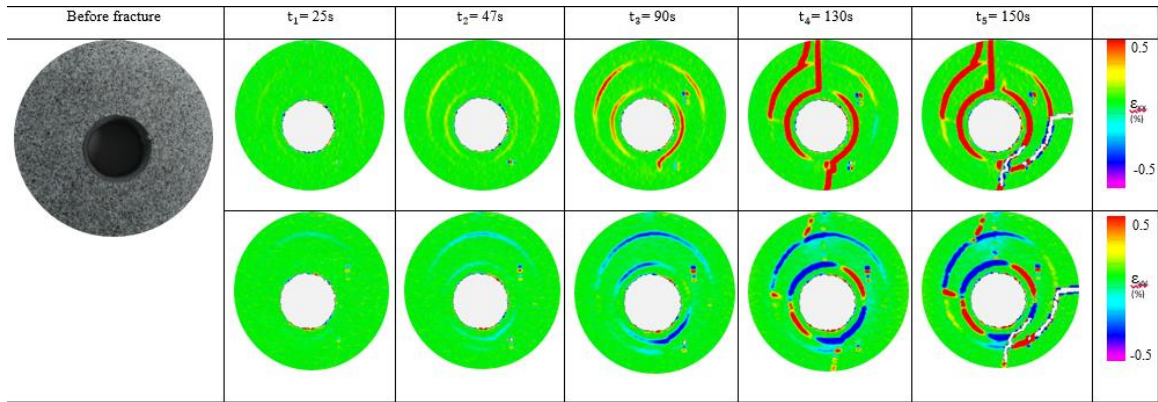 Before fracture
t₁= 25s
t₂= 47s
t₃= 90s
t₄= 130s
t₅= 150s
0.5
(%)
-0.5
0.5
(%)
-0.5